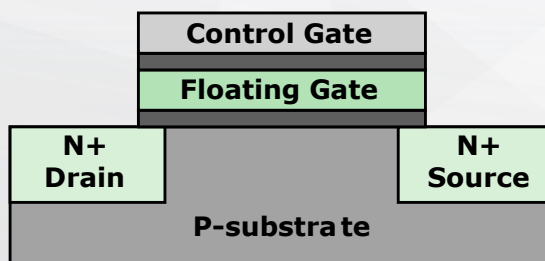 Control Gate
Floating Gate
N+
Drain
N+
Source
P-substrate